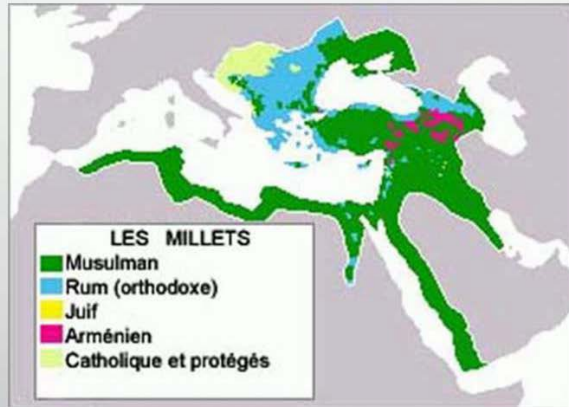 LES MILLETS
Musulman
Rum (orthodoxe)
Juif
Arménien
Catholique et protégés